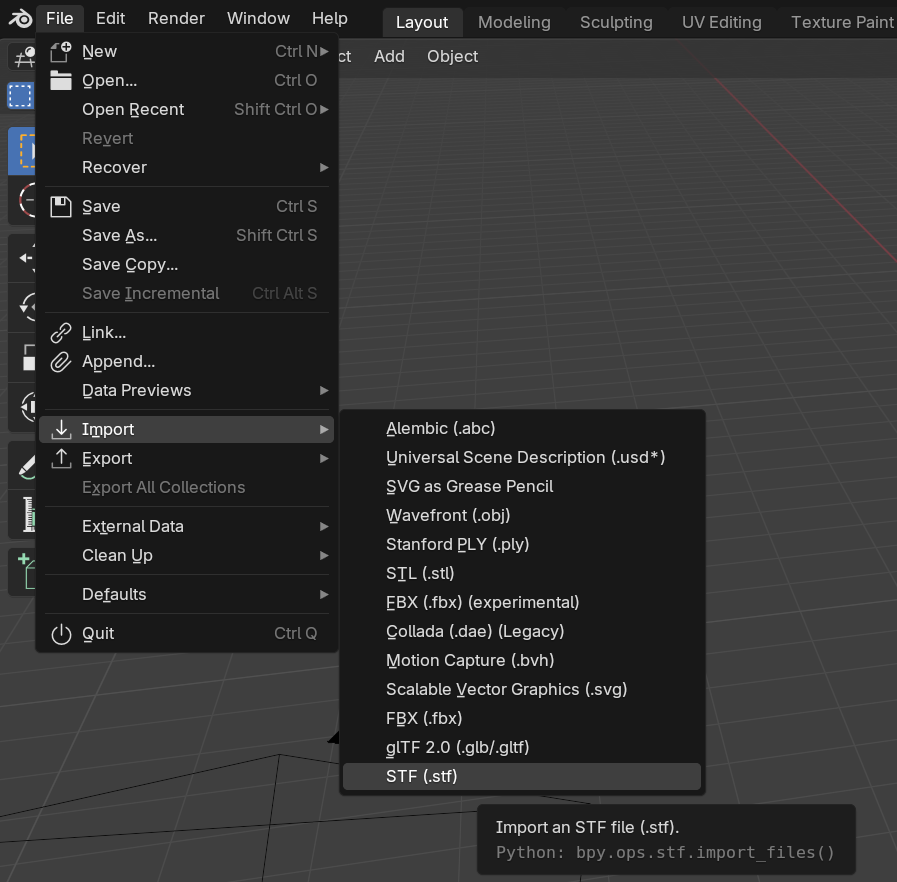 File Edit Render Window Help Layout Modeling Sculpting UV Editing Texture Paint
ct Add Object
New Ctrl N
Open... Ctrl O
Open Recent Shift Ctrl O
Revert
Recover
Save Ctrl S
Save As... Shift Ctrl S
Save Copy...
Save Incremental Ctrl Alt S
Link...
Append...
Data Previews
Import
Export
Export All Collections
External Data
Clean Up
Defaults
Quit Ctrl Q
Alembic (.abc)
Universal Scene Description (.usd*)
SVG as Grease Pencil
Wavefront (.obj)
Stanford PLY (.ply)
STL (.stl)
FBX (.fbx) (experimental)
Collada (.dae) (Legacy)
Motion Capture (.bvh)
Scalable Vector Graphics (.svg)
FBX (.fbx)
glTF 2.0 (.glb/.gltf)
STF (.stf)
Import an STF file (.stf).
Python: bpy.ops.stf.import_files()